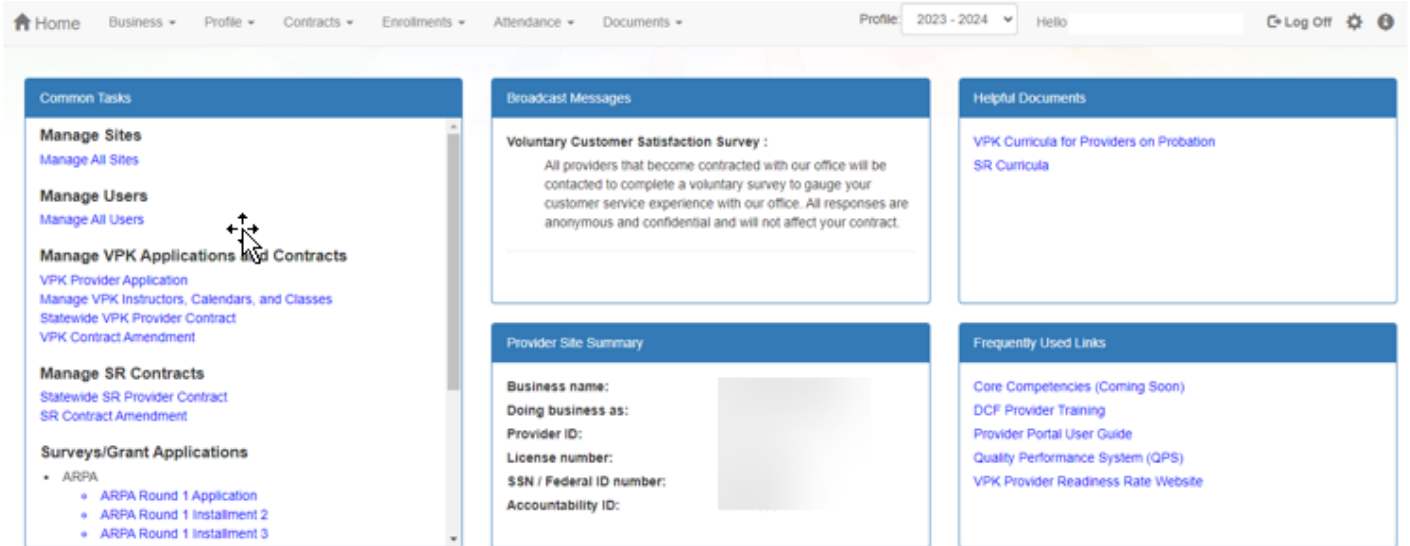 Home Business Profile Contracts Enrollments Attendance Documents Profile: 2023 - 2024 Hello Log Off
Common Tasks
Manage Sites
Manage All Sites
Manage Users
Manage All Users
Manage VPK Applications and Contracts
VPK Provider Application
Manage VPK Instructors, Calendars, and Classes
Statewide VPK Provider Contract
VPK Contract Amendment
Manage SR Contracts
Statewide SR Provider Contract
SR Contract Amendment
Surveys/Grant Applications
ARPA
ARPA Round 1 Application
ARPA Round 1 Installment 2
ARPA Round 1 Installment 3
Broadcast Messages
Voluntary Customer Satisfaction Survey :
All providers that become contracted with our office will be
contacted to complete a voluntary survey to gauge your
customer service experience with our office. All responses are
anonymous and confidential and will not affect your contract.
Provider Site Summary
Business name:
Doing business as:
Provider ID:
License number:
SSN / Federal ID number:
Accountability ID:
Helpful Documents
VPK Curricula for Providers on Probation
SR Curricula
Frequently Used Links
Core Competencies (Coming Soon)
DCF Provider Training
Provider Portal User Guide
Quality Performance System (QPS)
VPK Provider Readiness Rate Website